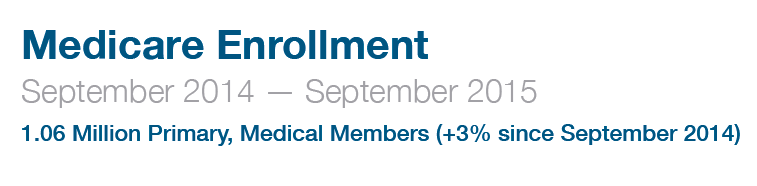 Medicare Enrollment
September 2014 — September 2015
1.06 Million Primary, Medical Members (+3% since September 2014)